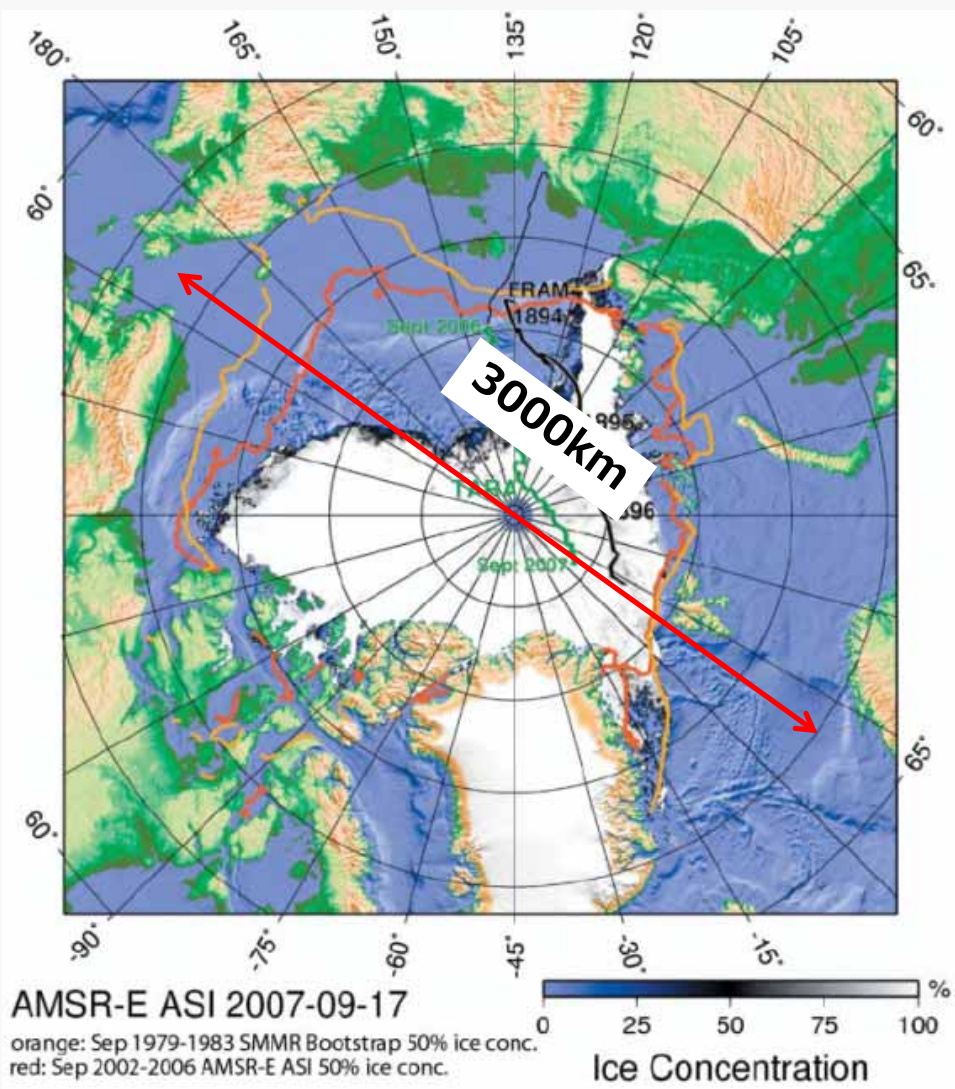 180°
165°
150°
135°
120°
105°
60°
60°
65°
FRAM
1894
Sept 2006
3000km
1895
TARA
1896
Sept 2007
65°
60°
-90°
-75°
-60°
-45°
-30°
-15°
AMSR-E ASI 2007-09-17
orange: Sep 1979-1983 SMMR Bootstrap 50% ice conc.
red: Sep 2002-2006 AMSR-E ASI 50% ice conc.
%
0 25 50 75 100
Ice Concentration